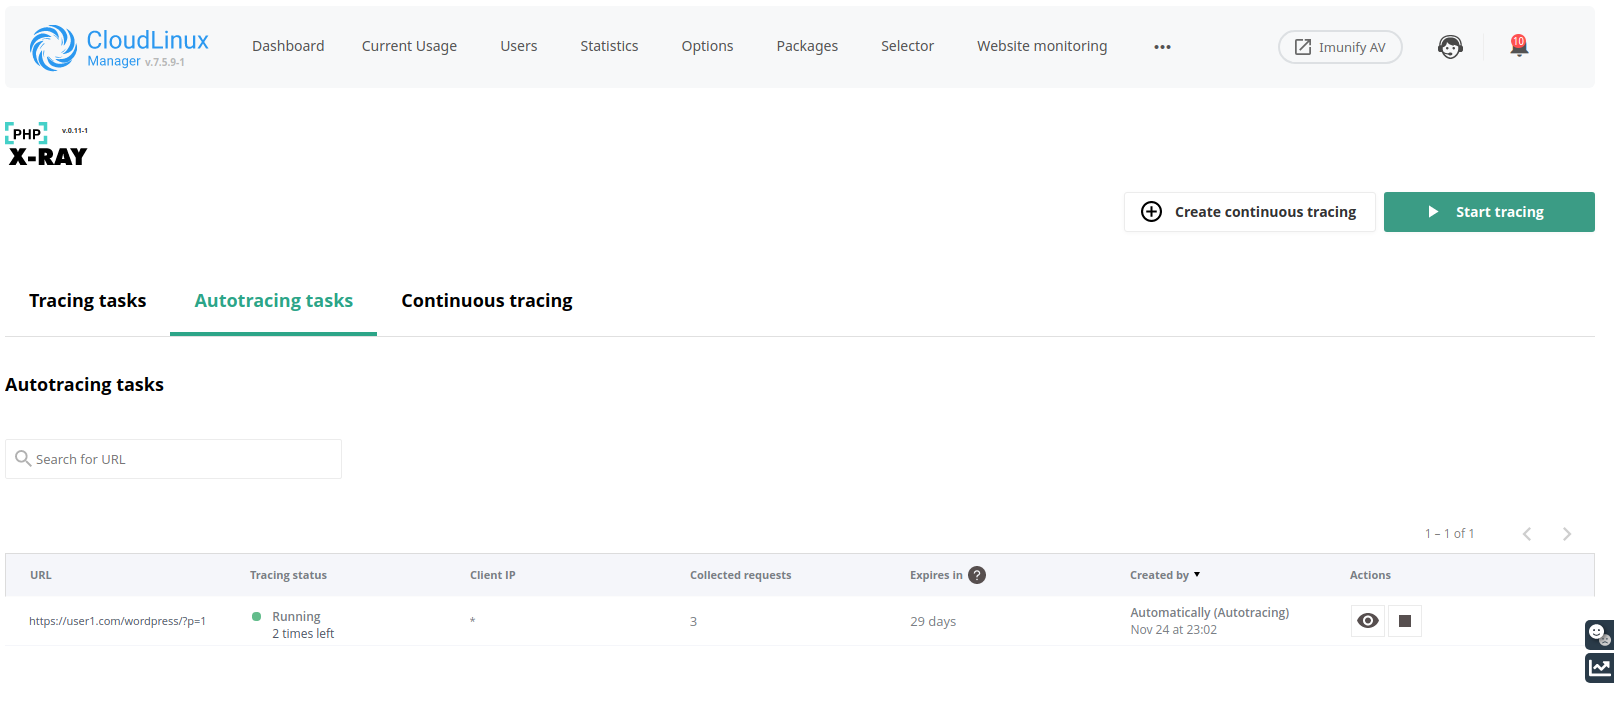 CloudLinux
Manager v.7.5.9-1
Dashboard Current Usage Users Statistics Options Packages Selector Website monitoring ••• Imunify AV 10
PHP v.0.11-1
X-RAY
Create continuous tracing Start tracing
Tracing tasks Autotracing tasks Continuous tracing
Autotracing tasks
Search for URL
1 – 1 of 1
URL Tracing status Client IP Collected requests Expires in ? Created by Actions
https://user1.com/wordpress/?p=1 Running * 3 29 days Automatically (Autotracing)
2 times left Nov 24 at 23:02